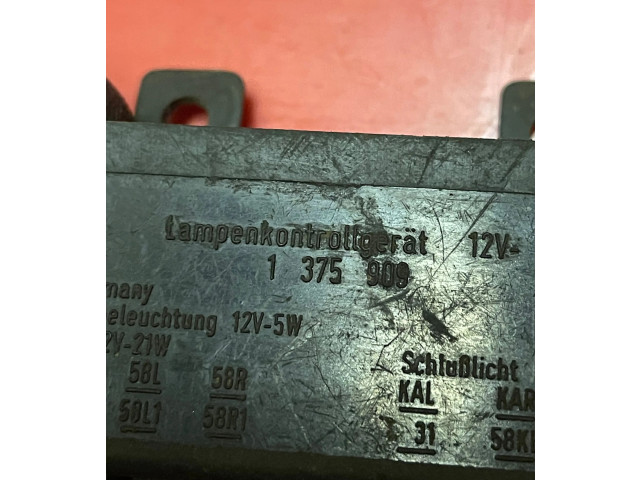 Lampenkontrollgerät 12V-
1 375 909
many
eleuchtung 12V-5W
2V-21W
Schlußlicht
58L 58R KAL KAR
58L1 58R1 31 58K